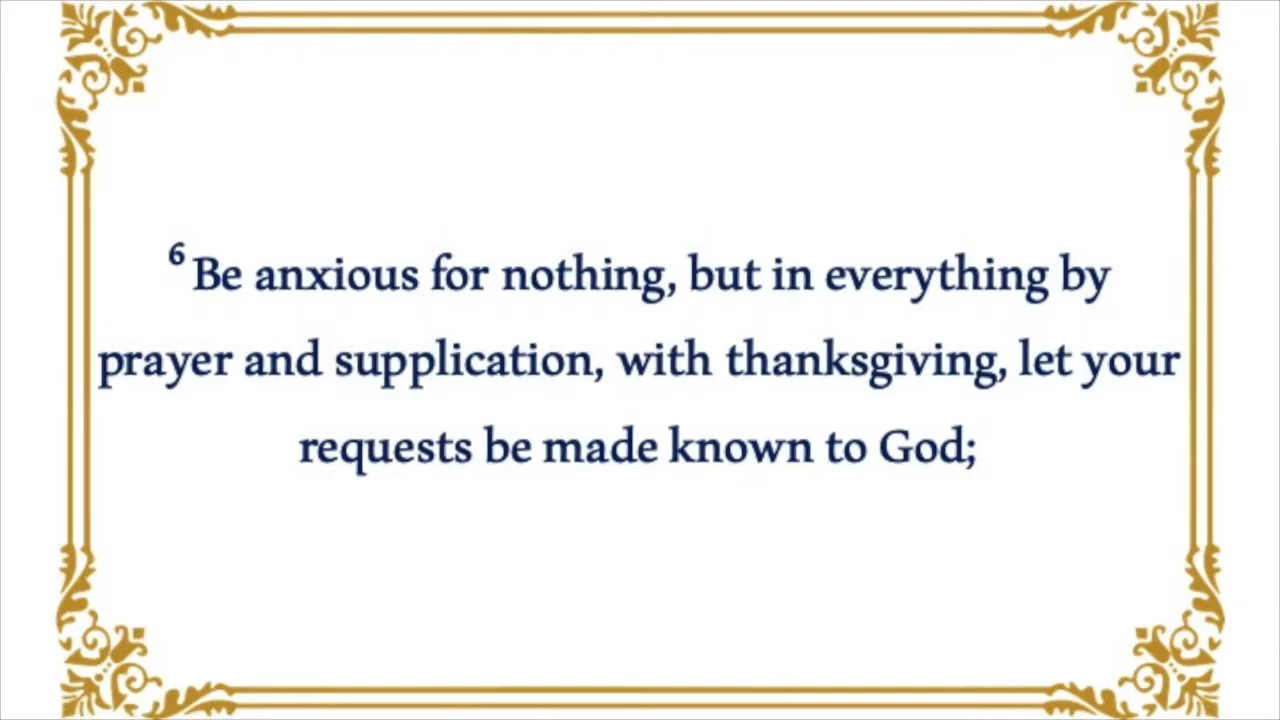 ⁶ Be anxious for nothing, but in everything by
prayer and supplication, with thanksgiving, let your
requests be made known to God;